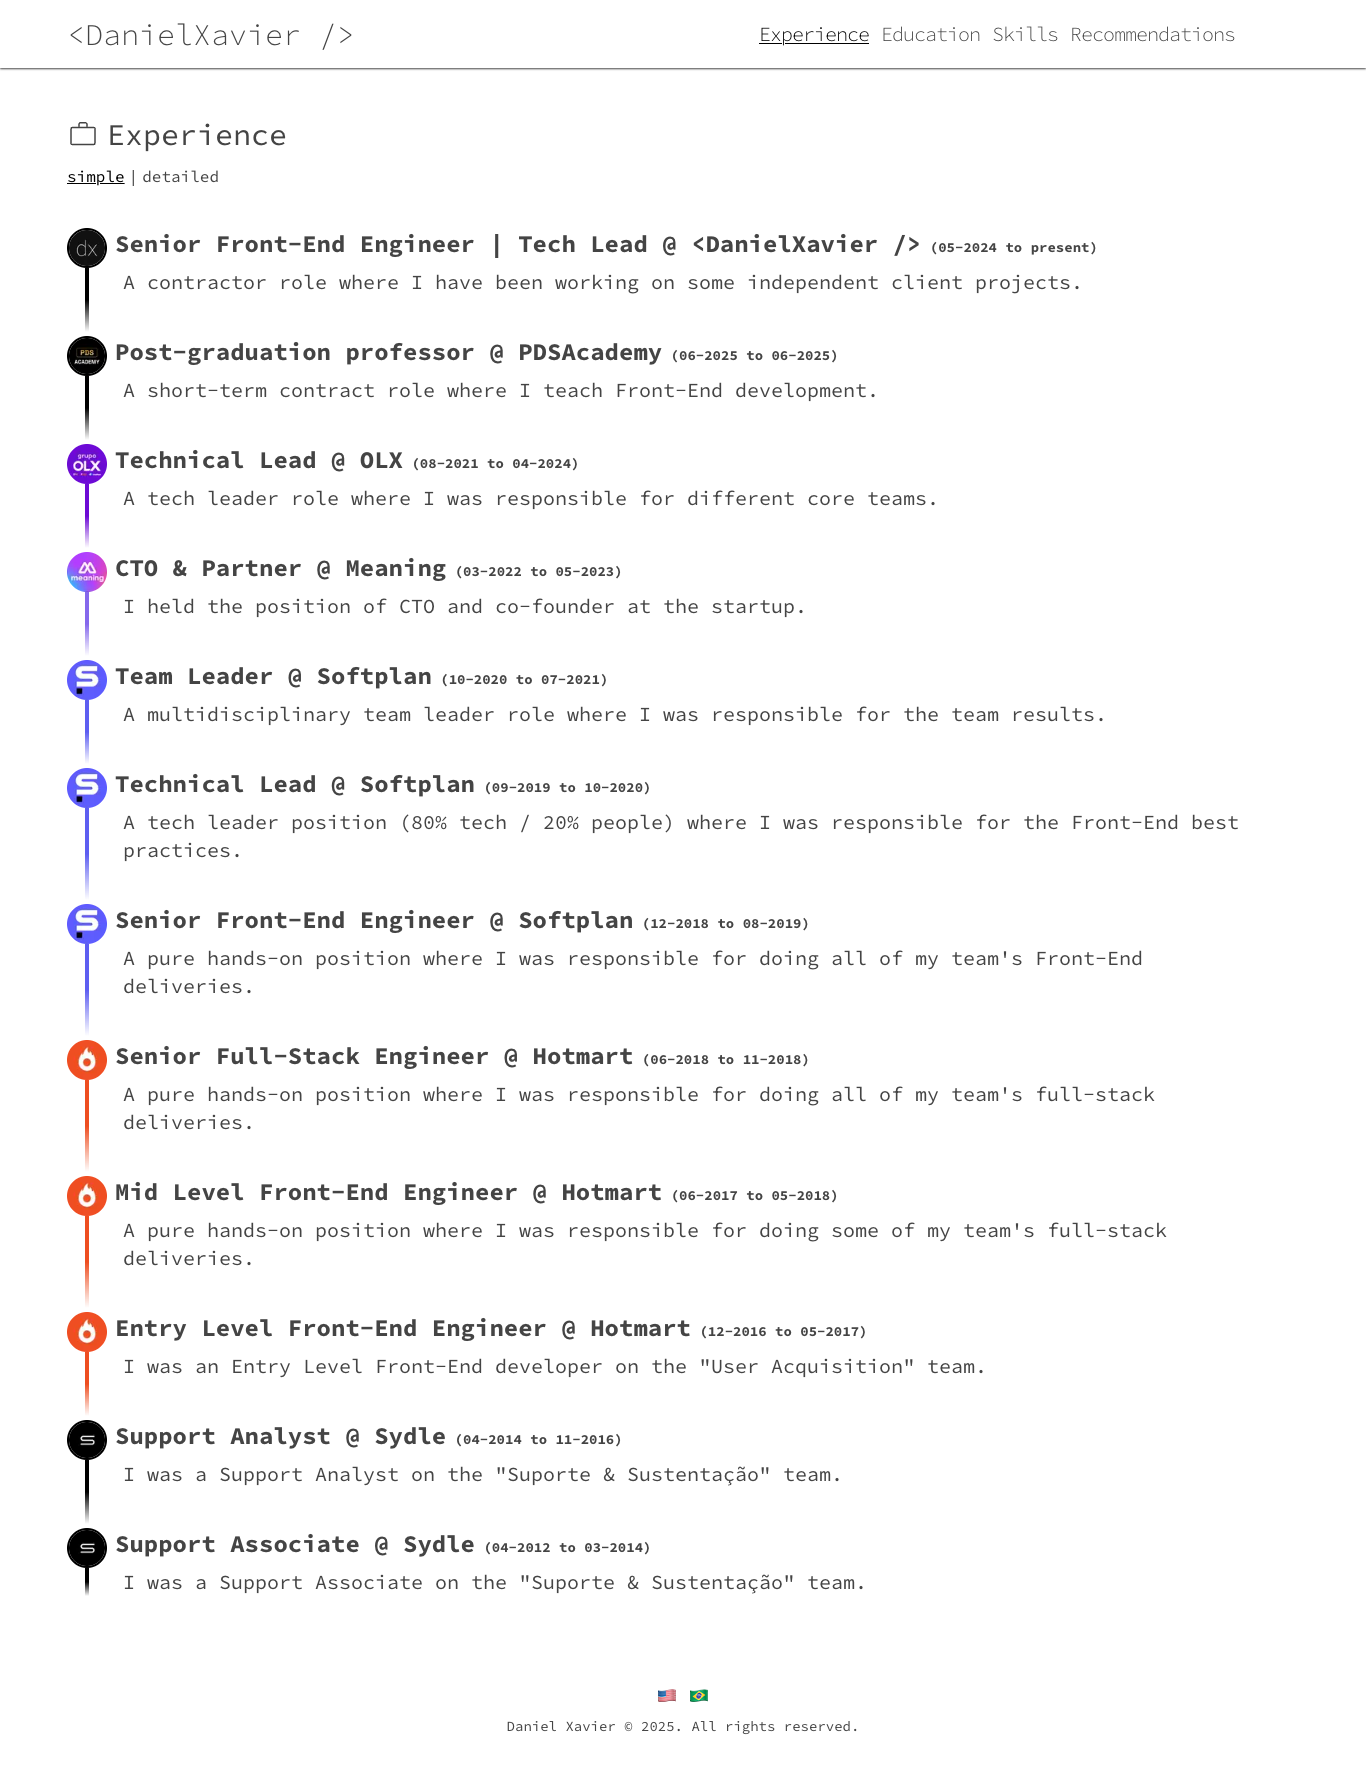 <DanielXavier />
Experience Education Skills Recommendations
Experience
simple | detailed
dx
Senior Front-End Engineer | Tech Lead @ <DanielXavier /> (05-2024 to present)
A contractor role where I have been working on some independent client projects.
PDS
ACADEMY
Post-graduation professor @ PDSAcademy (06-2025 to 06-2025)
A short-term contract role where I teach Front-End development.
grupo
OLX
Technical Lead @ OLX (08-2021 to 04-2024)
A tech leader role where I was responsible for different core teams.
meaning
CTO & Partner @ Meaning (03-2022 to 05-2023)
I held the position of CTO and co-founder at the startup.
Team Leader @ Softplan (10-2020 to 07-2021)
A multidisciplinary team leader role where I was responsible for the team results.
Technical Lead @ Softplan (09-2019 to 10-2020)
A tech leader position (80% tech / 20% people) where I was responsible for the Front-End best
practices.
Senior Front-End Engineer @ Softplan (12-2018 to 08-2019)
A pure hands-on position where I was responsible for doing all of my team's Front-End
deliveries.
Senior Full-Stack Engineer @ Hotmart (06-2018 to 11-2018)
A pure hands-on position where I was responsible for doing all of my team's full-stack
deliveries.
Mid Level Front-End Engineer @ Hotmart (06-2017 to 05-2018)
A pure hands-on position where I was responsible for doing some of my team's full-stack
deliveries.
Entry Level Front-End Engineer @ Hotmart (12-2016 to 05-2017)
I was an Entry Level Front-End developer on the "User Acquisition" team.
Support Analyst @ Sydle (04-2014 to 11-2016)
I was a Support Analyst on the "Suporte & Sustentação" team.
Support Associate @ Sydle (04-2012 to 03-2014)
I was a Support Associate on the "Suporte & Sustentação" team.
Daniel Xavier © 2025. All rights reserved.